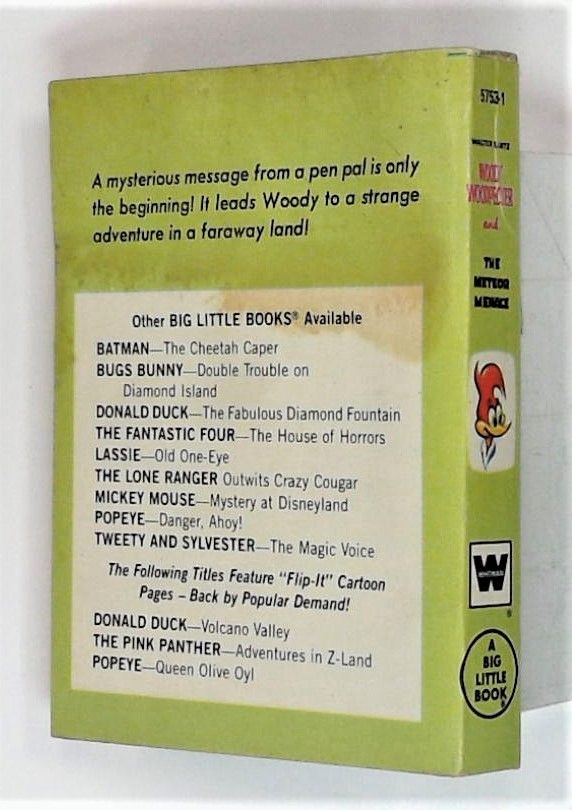 A mysterious message from a pen pal is only
the beginning! It leads Woody to a strange
adventure in a faraway land!
Other BIG LITTLE BOOKS® Available
BATMAN—The Cheetah Caper
BUGS BUNNY—Double Trouble on
Diamond Island
DONALD DUCK—The Fabulous Diamond Fountain
THE FANTASTIC FOUR—The House of Horrors
LASSIE—Old One-Eye
THE LONE RANGER Outwits Crazy Cougar
MICKEY MOUSE—Mystery at Disneyland
POPEYE—Danger, Ahoy!
TWEETY AND SYLVESTER—The Magic Voice
The Following Titles Feature "Flip-It" Cartoon
Pages – Back by Popular Demand!
DONALD DUCK—Volcano Valley
THE PINK PANTHER—Adventures in Z-Land
POPEYE—Queen Olive Oyl
5753-1
WALTER LANTZ
WOODY
WOODPECKER
and
THE
METEOR
MENACE
W
WHITMAN
®
A
BIG
LITTLE
BOOK®